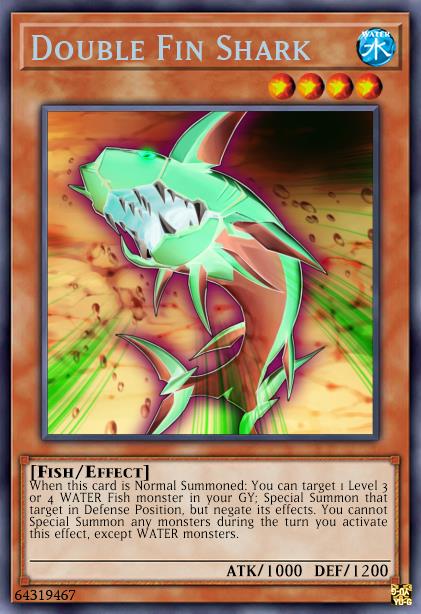 Double Fin Shark
WATER
水
[Fish/Effect]
When this card is Normal Summoned: You can target 1 Level 3
or 4 WATER Fish monster in your GY; Special Summon that
target in Defense Position, but negate its effects. You cannot
Special Summon any monsters during the turn you activate
this effect, except WATER monsters.
ATK/1000 DEF/1200
64319467